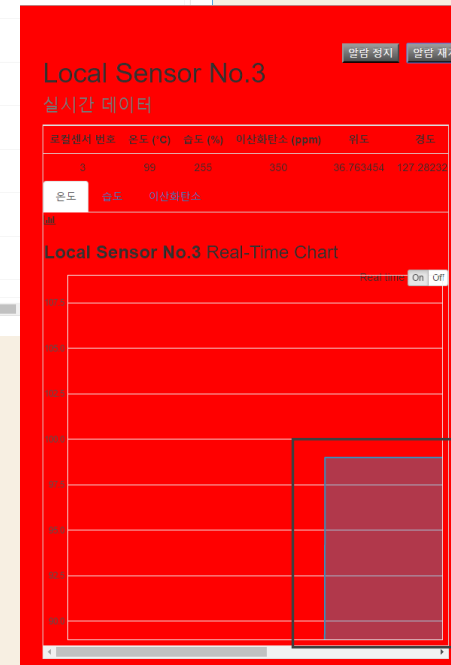 알람 정지 알람 재
Local Sensor No.3
실시간 데이터
로컬센서 번호 온도 (°C) 습도 (%) 이산화탄소 (ppm) 위도 경도
3 99 255 350 36.763454 127.28232
온도 습도 이산화탄소
Local Sensor No.3 Real-Time Chart
Real time On Off